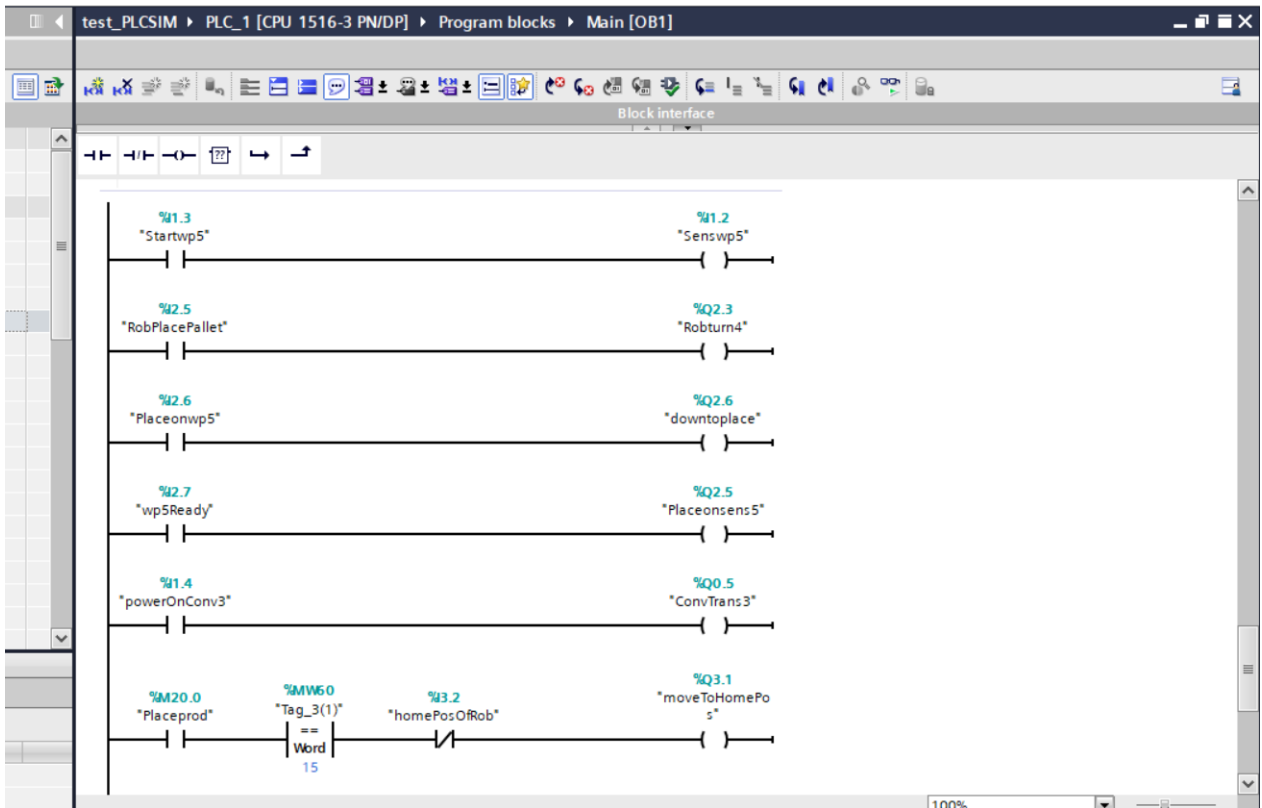 test_PLCSIM ▸ PLC_1 [CPU 1516-3 PN/DP] ▸ Program blocks ▸ Main [OB1]
Block interface
??
%I1.3
"Startwp5"
%I1.2
"Senswp5"
%I2.5
"RobPlacePallet"
%Q2.3
"Robturn4"
%I2.6
"Placeonwp5"
%Q2.6
"downtoplace"
%I2.7
"wp5Ready"
%Q2.5
"Placeonsens5"
%I1.4
"powerOnConv3"
%Q0.5
"ConvTrans3"
%M20.0
"Placeprod"
%MW60
"Tag_3(1)"
==
Word
15
%I3.2
"homePosOfRob"
%Q3.1
"moveToHomePo
s"
100%